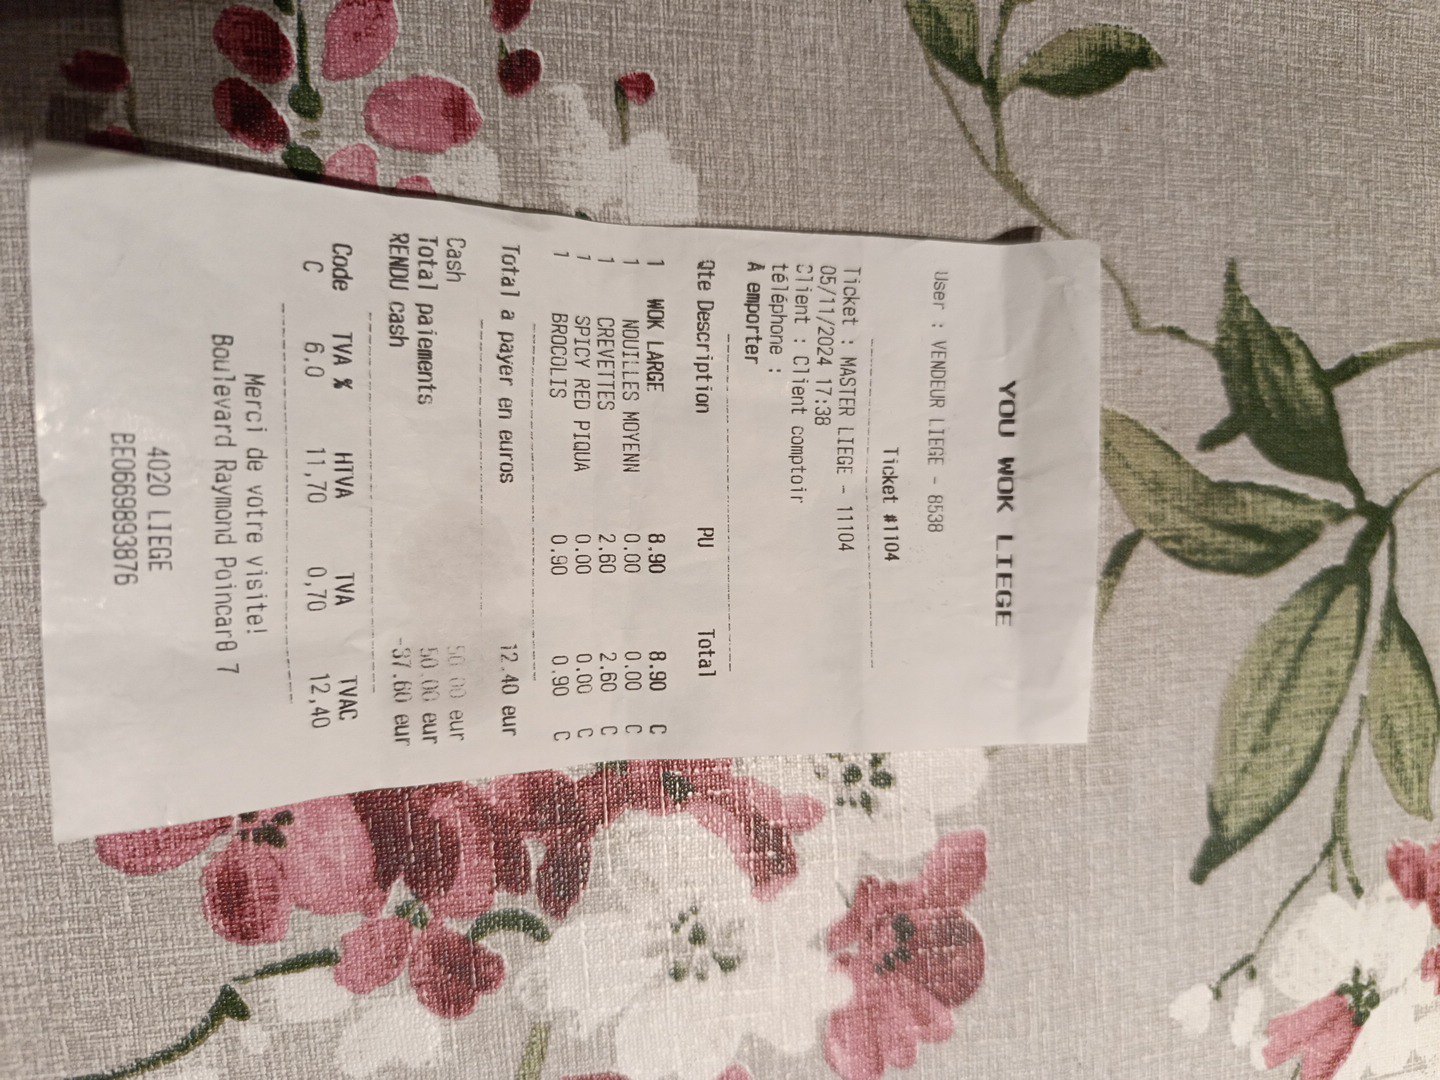 YOU WOK LIEGE
User : VENDEUR LIEGE - 8538
Ticket #1104
Ticket : MASTER LIEGE - 11104
05/11/2024 17:38
Client : Client comptoir
téléphone :
A emporter
Qte Description PU Total
1 WOK LARGE 8.90 8.90 C
1 NOUILLES MOYENN 0.00 0.00 C
1 CREVETTES 2.60 2.60 C
1 SPICY RED PIQUA 0.00 0.00 C
1 BROCOLIS 0.90 0.90 C
Total a payer en euros 12.40 eur
Cash 50.00 eur
Total paiements 50.00 eur
RENDU cash -37.60 eur
Code TVA % HTVA TVA TVAC
C 6.0 11,70 0,70 12,40
Merci de votre visite!
Boulevard Raymond Poincarθ 7
4020 LIEGE
BE0669893876